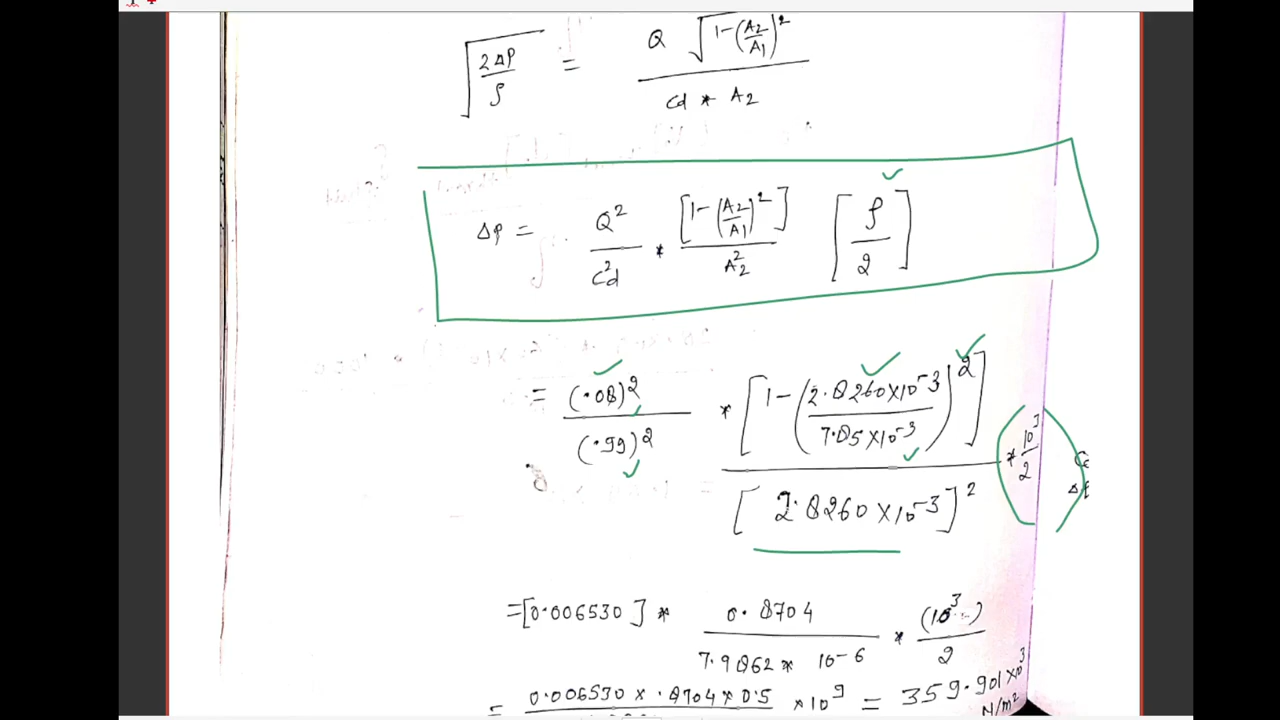 √(2ΔP/ρ) = Q √(1-(A2/A1)²) / (Cd * A2)
ΔP = Q²/Cd² * [1-(A2/A1)²]/A2² [ρ/2]
= (.08)²/(.99)² * [1-(2.8260×10⁻³/7.85×10⁻³)²]/[2.8260×10⁻³]² * 10³/2
=[0.006530] * 0.8704/(7.9862* 10⁻⁶) * (10³)/2
= 0.006530 × .8704 × 0.5 ×10⁹ = 359.901×10³ N/m²